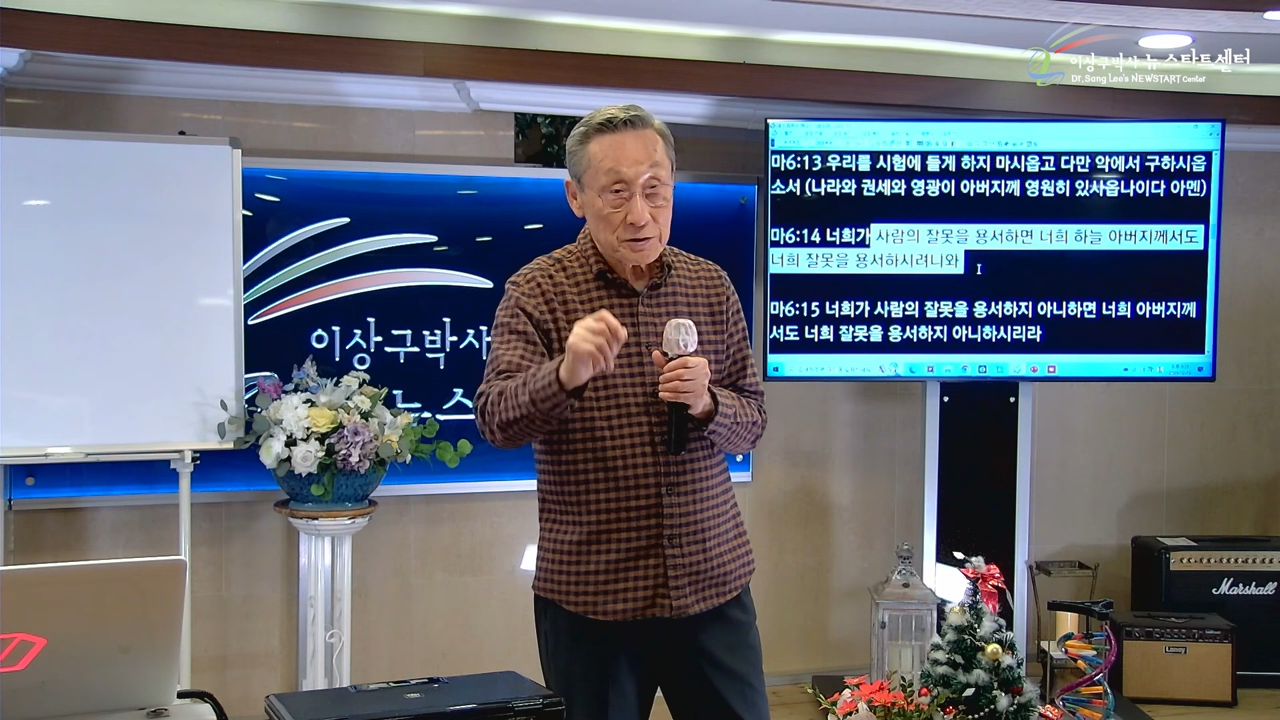 이상구박사 뉴스타트센터
Dr. Sang Lee's NEWSTART Center
마6:13 우리를 시험에 들게 하지 마시옵고 다만 악에서 구하시옵
소서 (나라와 권세와 영광이 아버지께 영원히 있사옵나이다 아멘)
마6:14 너희가 사람의 잘못을 용서하면 너희 하늘 아버지께서도
너희 잘못을 용서하시려니와
마6:15 너희가 사람의 잘못을 용서하지 아니하면 너희 아버지께
서도 너희 잘못을 용서하지 아니하시리라
이상구박사
뉴스
Marshall
Laney